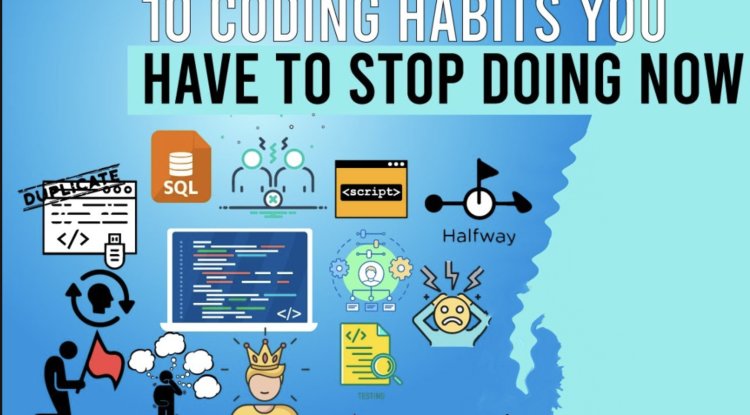 10 CODING HABITS YOU
HAVE TO STOP DOING NOW
SQL
<script>
DUPLICATE
</>
Halfway
</>
</>
TESTING